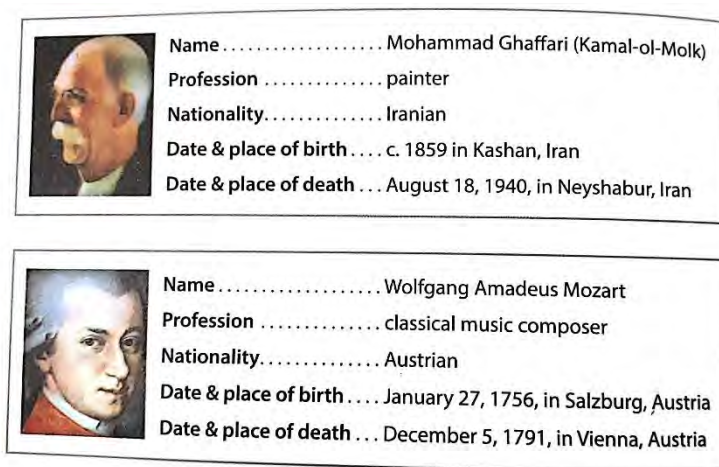 Name .................. Mohammad Ghaffari (Kamal-ol-Molk)
Profession ............. painter
Nationality.............. Iranian
Date & place of birth .... c. 1859 in Kashan, Iran
Date & place of death ... August 18, 1940, in Neyshabur, Iran
Name .................. Wolfgang Amadeus Mozart
Profession ............. classical music composer
Nationality.............. Austrian
Date & place of birth .... January 27, 1756, in Salzburg, Austria
Date & place of death ... December 5, 1791, in Vienna, Austria